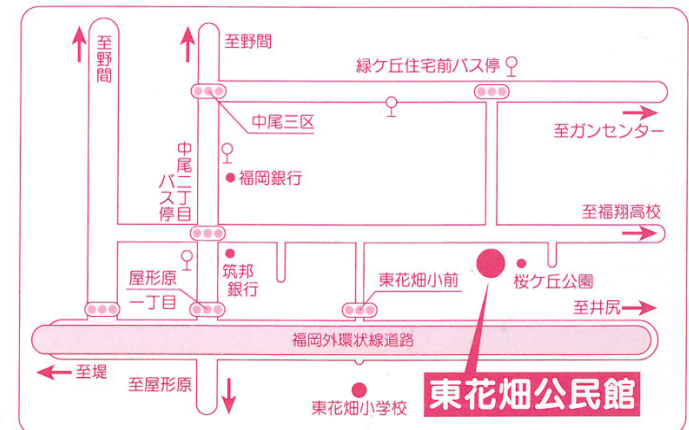 至野間
至野間
緑ケ丘住宅前バス停
中尾三区
至ガンセンター
中尾二丁目
バス停
福岡銀行
至福翔高校
筑邦
銀行
屋形原
一丁目
東花畑小前
桜ケ丘公園
至井尻
福岡外環状線道路
至堤
至屋形原
東花畑小学校
東花畑公民館